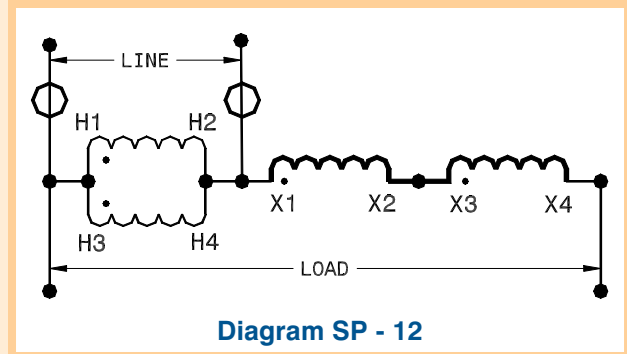 LINE
H1 H2
X1 X2 X3 X4
H3 H4
LOAD
Diagram SP - 12